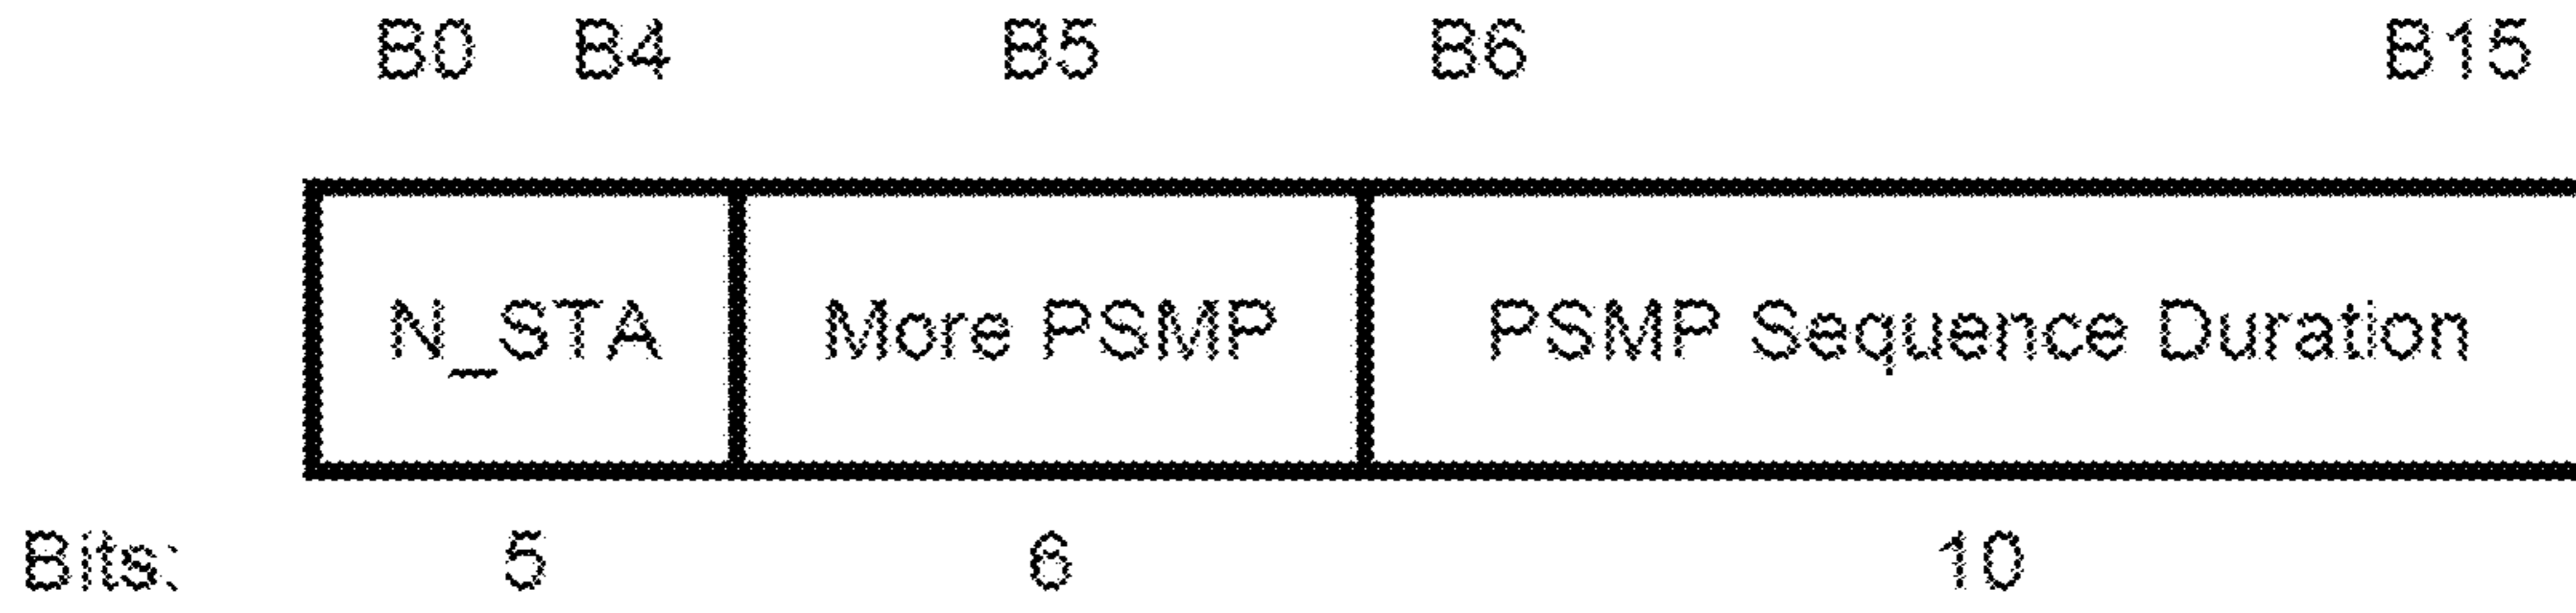 B0 B4 B5 B6 B15
N_STA More PSMP PSMP Sequence Duration
Bits: 5 6 10